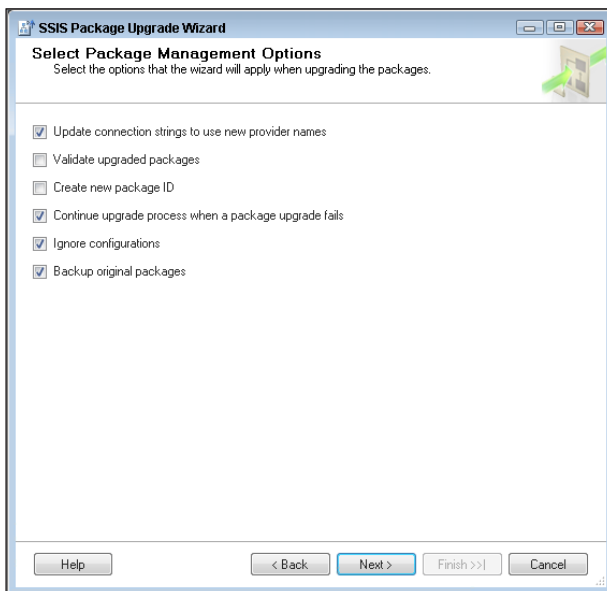 SSIS Package Upgrade Wizard
Select Package Management Options
Select the options that the wizard will apply when upgrading the packages.
Update connection strings to use new provider names
Validate upgraded packages
Create new package ID
Continue upgrade process when a package upgrade fails
Ignore configurations
Backup original packages
Help
< Back
Next >
Finish >>|
Cancel